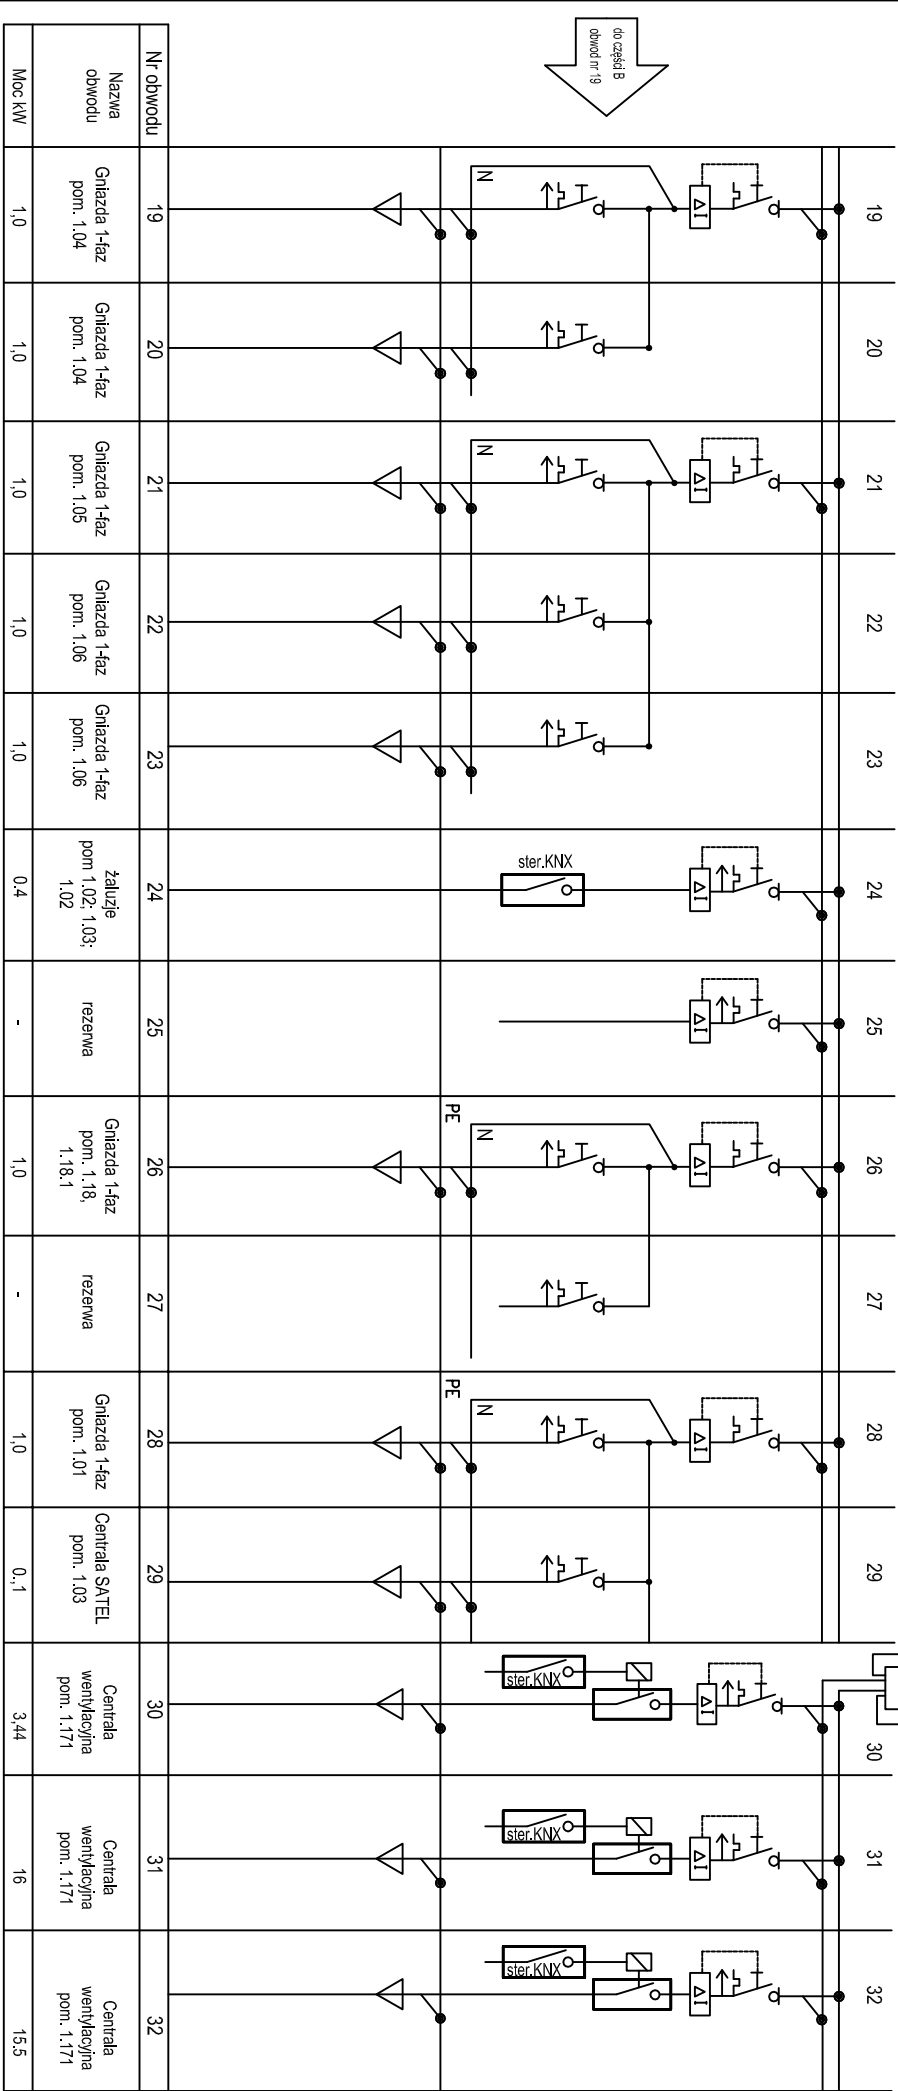 do części B
obwod nr 19
19
20
21
22
23
24
25
26
27
28
29
30
31
32
N
N
ster.KNX
PE
N
PE
N
ster.KNX
ster.KNX
ster.KNX
Nr obwodu
19
20
21
22
23
24
25
26
27
28
29
30
31
32
Nazwa
obwodu
Gniazda 1-faz
pom. 1.04
Gniazda 1-faz
pom. 1.04
Gniazda 1-faz
pom. 1.05
Gniazda 1-faz
pom. 1.06
Gniazda 1-faz
pom. 1.06
żaluzje
pom 1.02; 1.03;
1.02
rezerwa
Gniazda 1-faz
pom. 1.18,
1.18.1
rezerwa
Gniazda 1-faz
pom. 1.01
Centrala SATEL
pom. 1.03
Centrala
wentylacyjna
pom. 1.171
Centrala
wentylacyjna
pom. 1.171
Centrala
wentylacyjna
pom. 1.171
Moc kW
1,0
1,0
1,0
1,0
1,0
0.4
-
1,0
-
1,0
0.,1
3,44
16
15.5